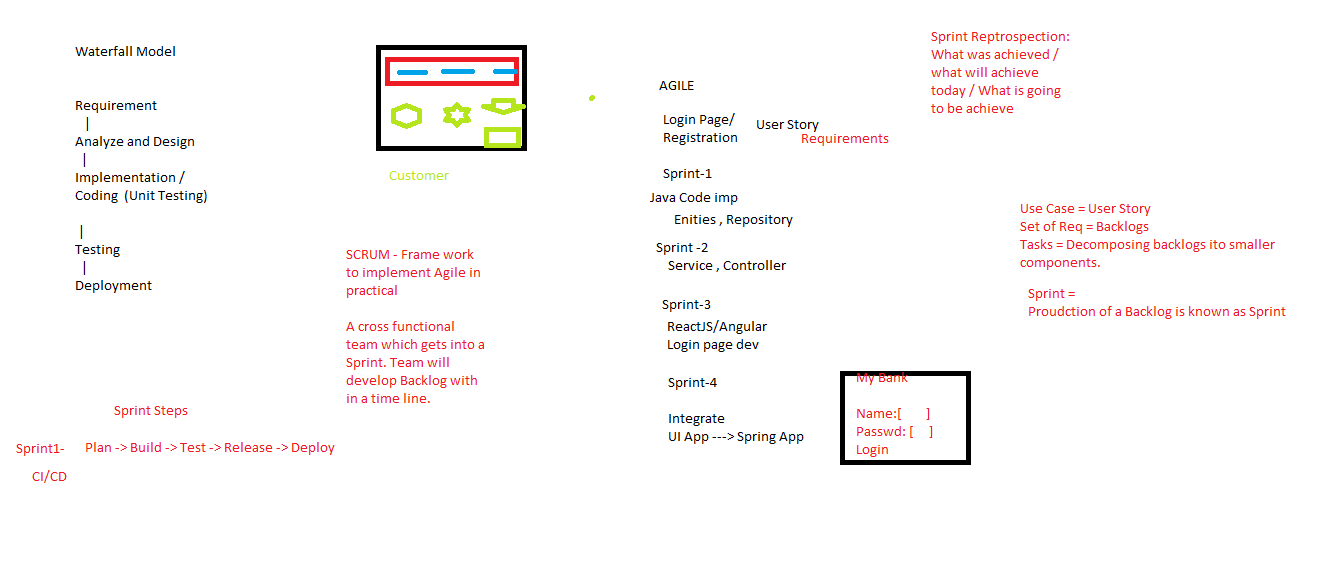 Waterfall Model
Requirement
|
Analyze and Design
|
Implementation /
Coding (Unit Testing)
|
Testing
|
Deployment
Customer
SCRUM - Frame work
to implement Agile in
practical
A cross functional
team which gets into a
Sprint. Team will
develop Backlog with
in a time line.
Sprint Steps
Sprint1- Plan -> Build -> Test -> Release -> Deploy
CI/CD
AGILE
Login Page/
Registration
User Story
Requirements
Sprint-1
Java Code imp
Enities , Repository
Sprint -2
Service , Controller
Sprint-3
ReactJS/Angular
Login page dev
Sprint-4
Integrate
UI App ---> Spring App
My Bank
Name:[ ]
Passwd: [ ]
Login
Sprint Reptrospection:
What was achieved /
what will achieve
today / What is going
to be achieve
Use Case = User Story
Set of Req = Backlogs
Tasks = Decomposing backlogs ito smaller
components.
Sprint =
Proudction of a Backlog is known as Sprint